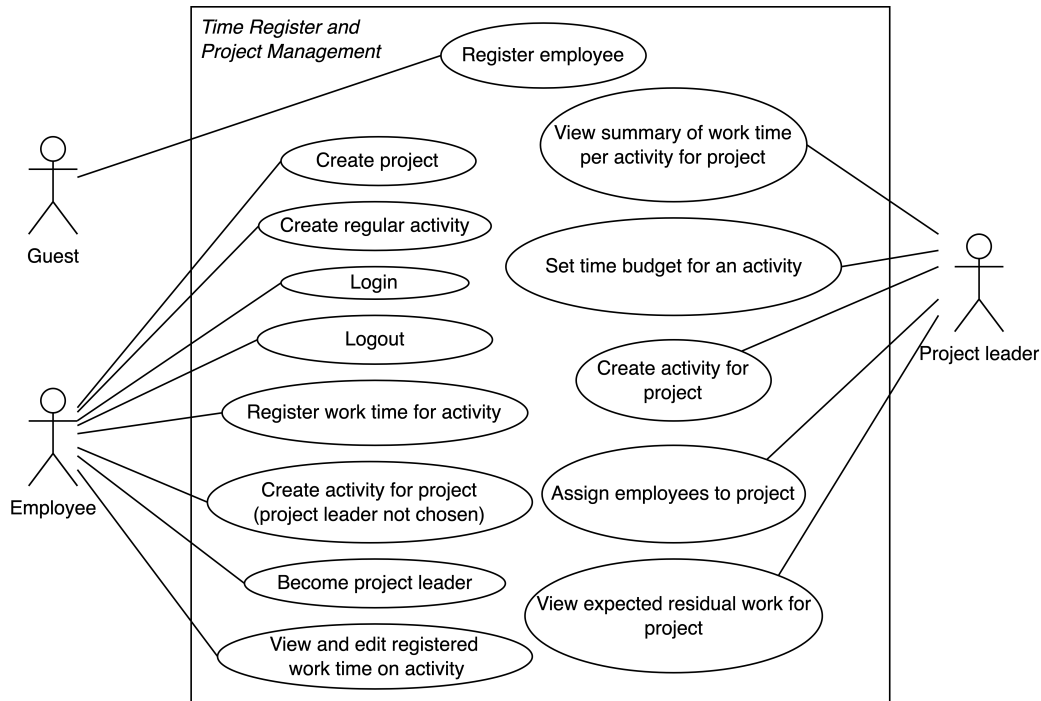 Time Register and
Project Management
Register employee
View summary of work time
per activity for project
Create project
Guest
Create regular activity
Set time budget for an activity
Login
Logout
Project leader
Create activity for
project
Register work time for activity
Employee
Create activity for project
(project leader not chosen)
Assign employees to project
Become project leader
View expected residual work for
project
View and edit registered
work time on activity